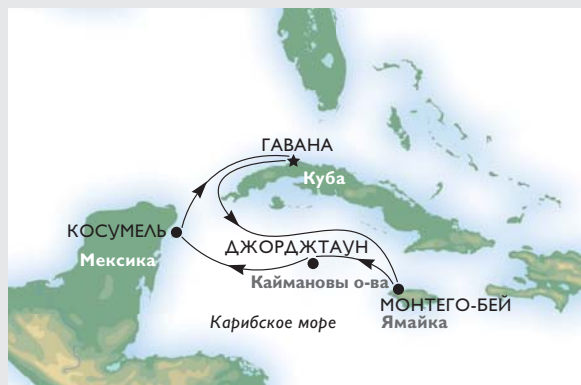 ГАВАНА
Куба
КОСУМЕЛЬ
Мексика
ДЖОРДЖТАУН
Каймановы о-ва
МОНТЕГО-БЕЙ
Ямайка
Карибское море